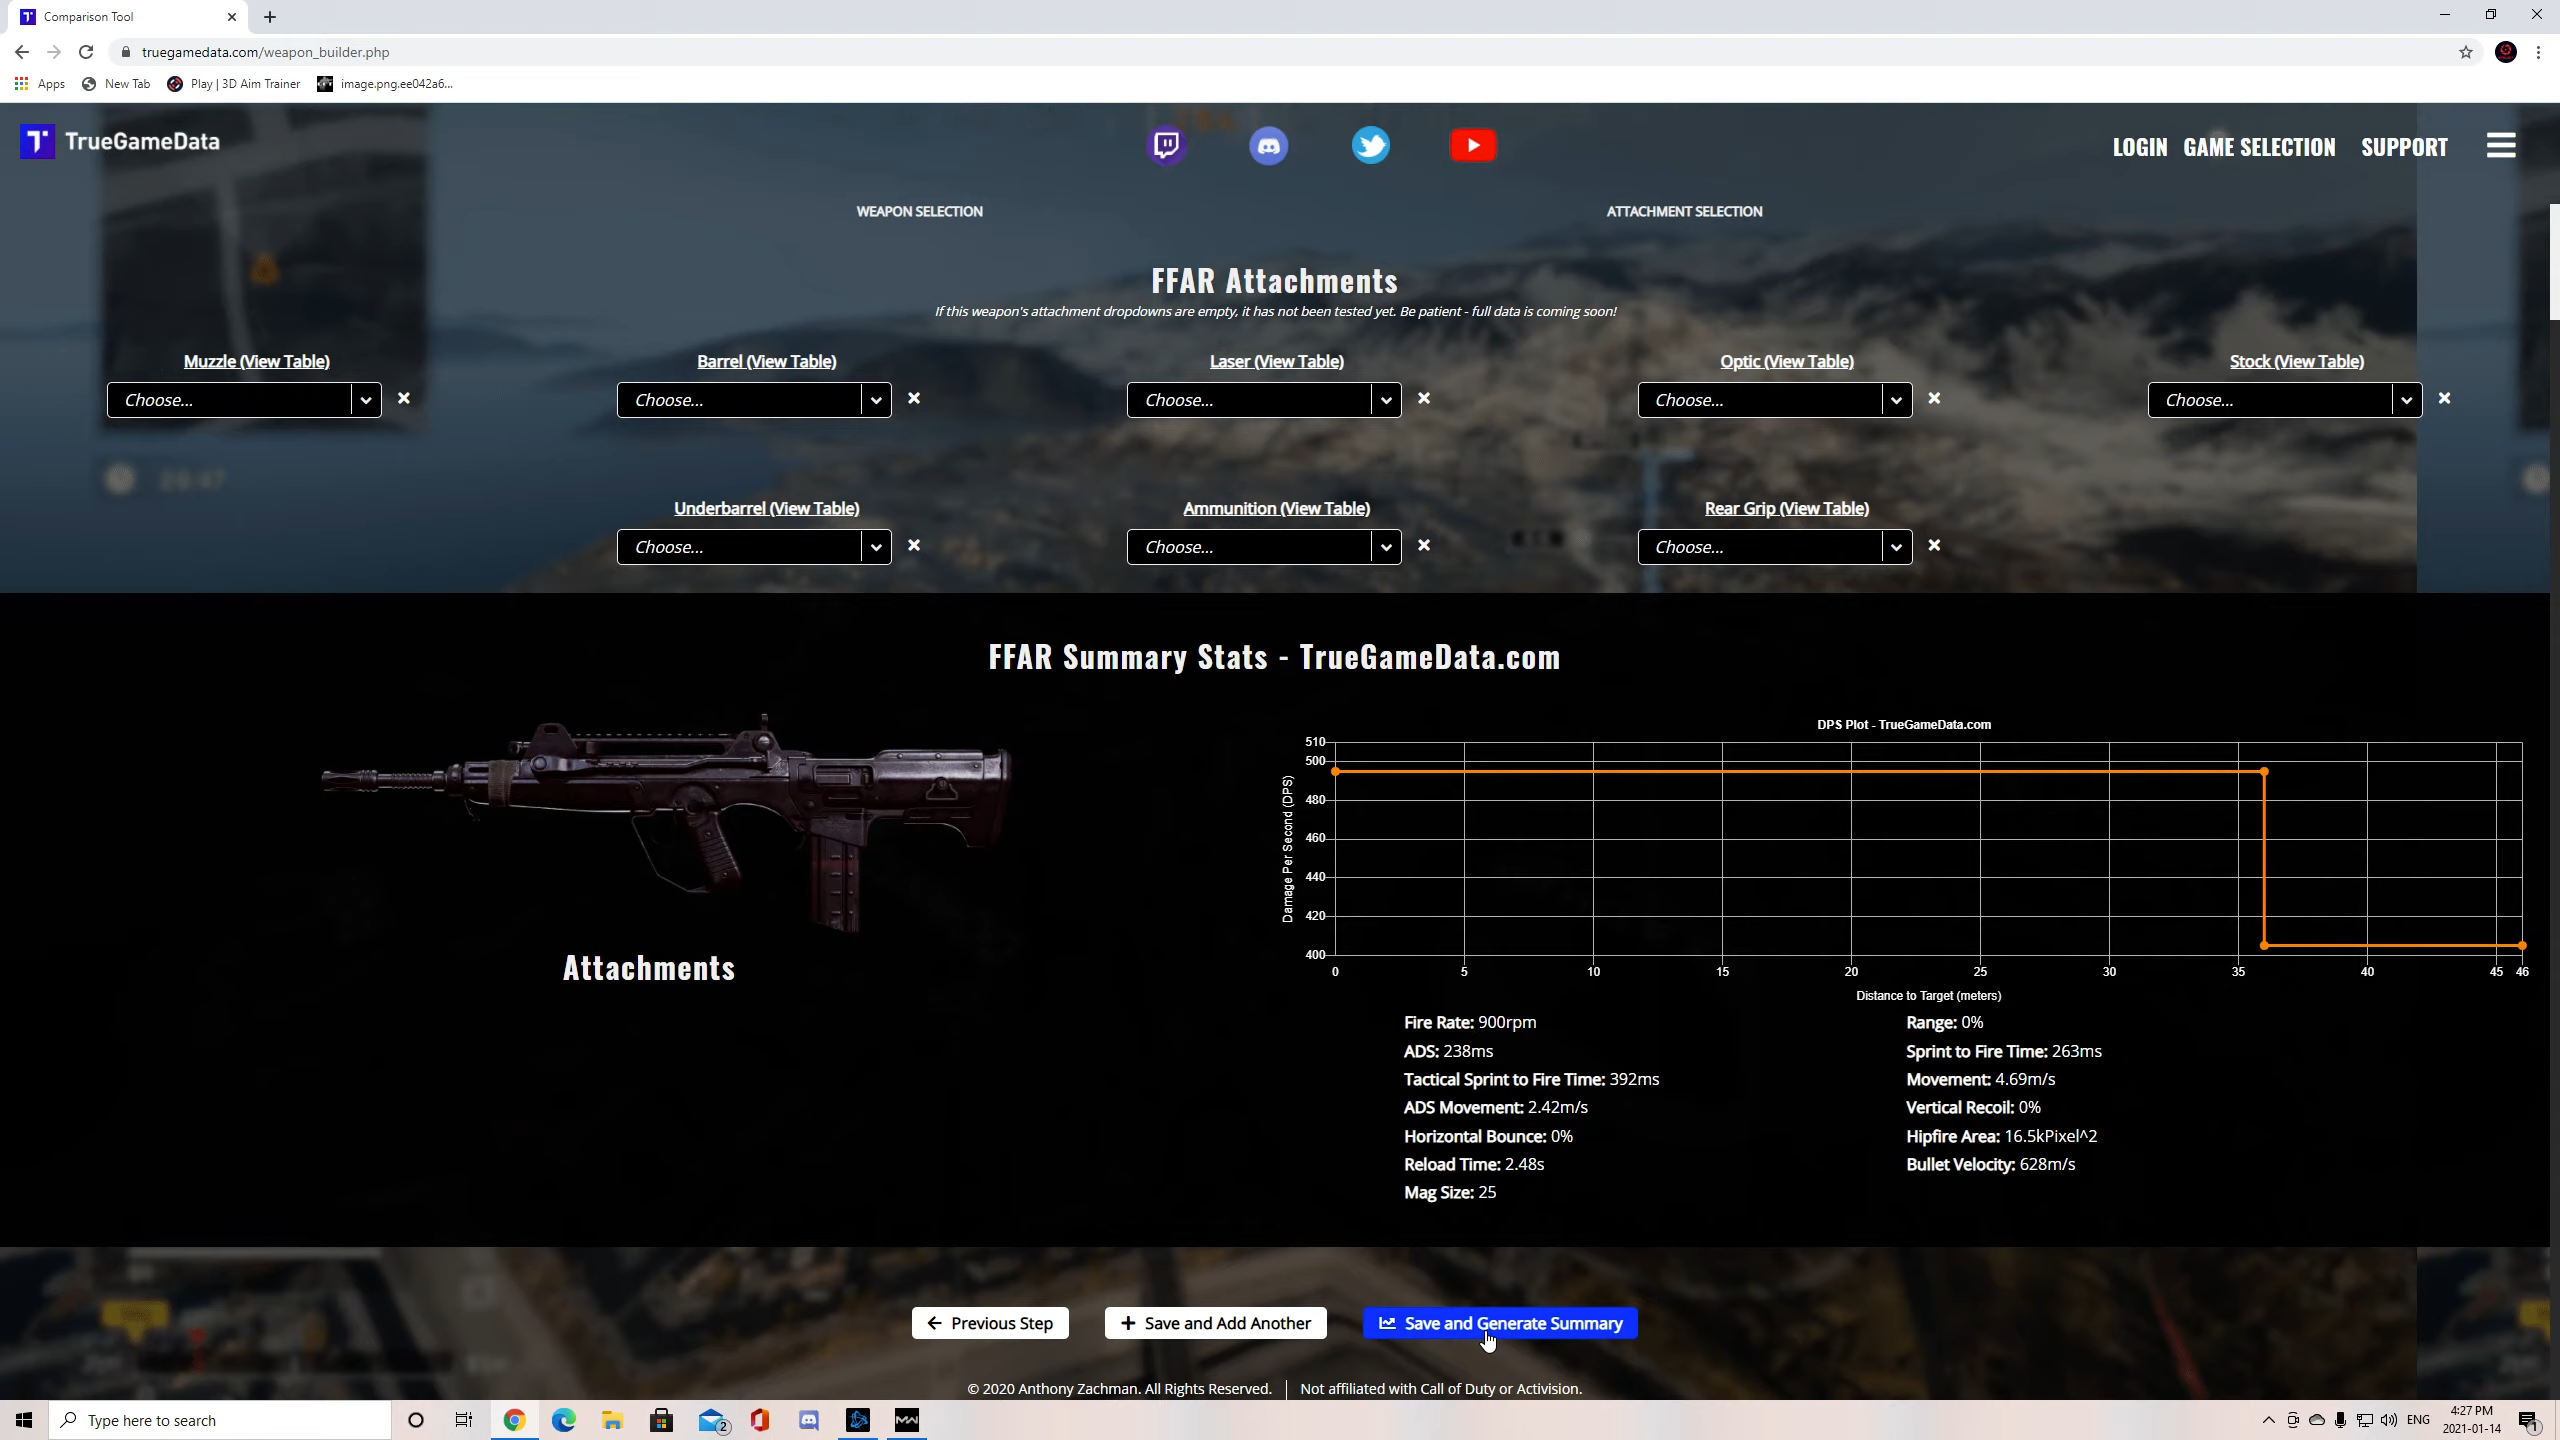 Comparison Tool
truegamedata.com/weapon_builder.php
Apps New Tab Play | 3D Aim Trainer image.png.ee042a6...
TrueGameData
LOGIN GAME SELECTION SUPPORT
WEAPON SELECTION ATTACHMENT SELECTION
FFAR Attachments
If this weapon's attachment dropdowns are empty, it has not been tested yet. Be patient - full data is coming soon!
Muzzle (View Table) Barrel (View Table) Laser (View Table) Optic (View Table) Stock (View Table)
Choose... Choose... Choose... Choose... Choose...
Underbarrel (View Table) Ammunition (View Table) Rear Grip (View Table)
Choose... Choose... Choose...
FFAR Summary Stats - TrueGameData.com
DPS Plot - TrueGameData.com
510
500
480
460
440
420
400
Damage Per Second (DPS)
0 5 10 15 20 25 30 35 40 45 46
Distance to Target (meters)
Attachments
Fire Rate: 900rpm
ADS: 238ms
Tactical Sprint to Fire Time: 392ms
ADS Movement: 2.42m/s
Horizontal Bounce: 0%
Reload Time: 2.48s
Mag Size: 25
Range: 0%
Sprint to Fire Time: 263ms
Movement: 4.69m/s
Vertical Recoil: 0%
Hipfire Area: 16.5kPixel^2
Bullet Velocity: 628m/s
Previous Step Save and Add Another Save and Generate Summary
© 2020 Anthony Zachman. All Rights Reserved. Not affiliated with Call of Duty or Activision.
Type here to search
2
ENG
4:27 PM
2021-01-14
1